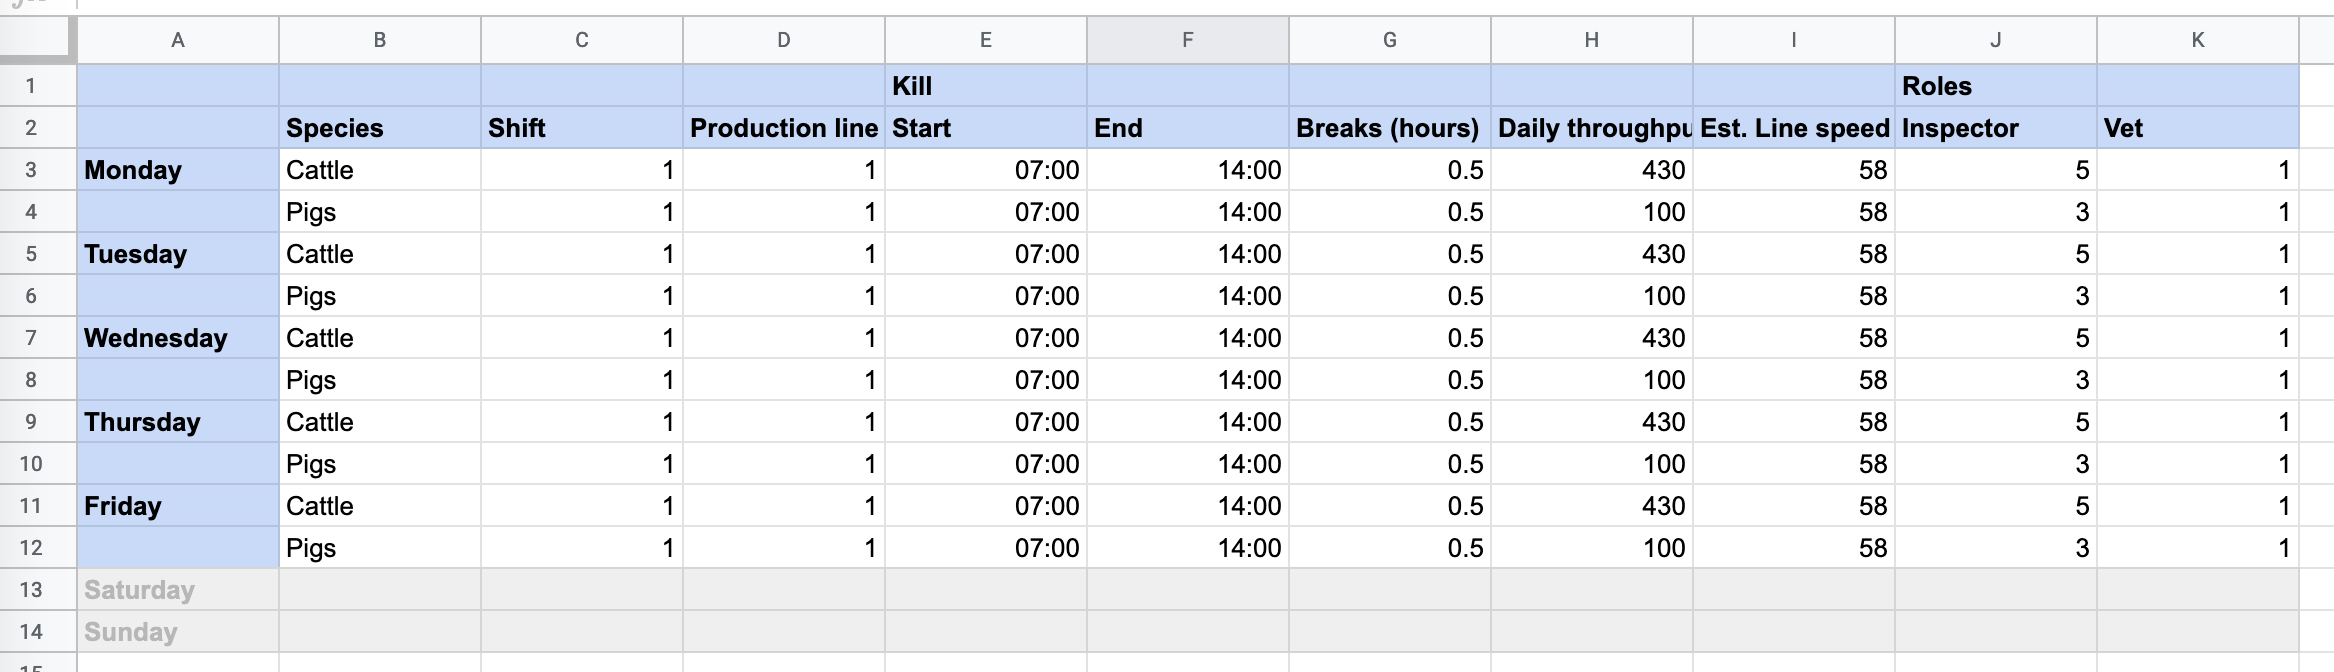 A B C D E F G H I J K
1 Kill Roles
2 Species Shift Production line Start End Breaks (hours) Daily throughpu Est. Line speed Inspector Vet
3 Monday Cattle 1 1 07:00 14:00 0.5 430 58 5 1
4 Pigs 1 1 07:00 14:00 0.5 100 58 3 1
5 Tuesday Cattle 1 1 07:00 14:00 0.5 430 58 5 1
6 Pigs 1 1 07:00 14:00 0.5 100 58 3 1
7 Wednesday Cattle 1 1 07:00 14:00 0.5 430 58 5 1
8 Pigs 1 1 07:00 14:00 0.5 100 58 3 1
9 Thursday Cattle 1 1 07:00 14:00 0.5 430 58 5 1
10 Pigs 1 1 07:00 14:00 0.5 100 58 3 1
11 Friday Cattle 1 1 07:00 14:00 0.5 430 58 5 1
12 Pigs 1 1 07:00 14:00 0.5 100 58 3 1
13 Saturday
14 Sunday
15